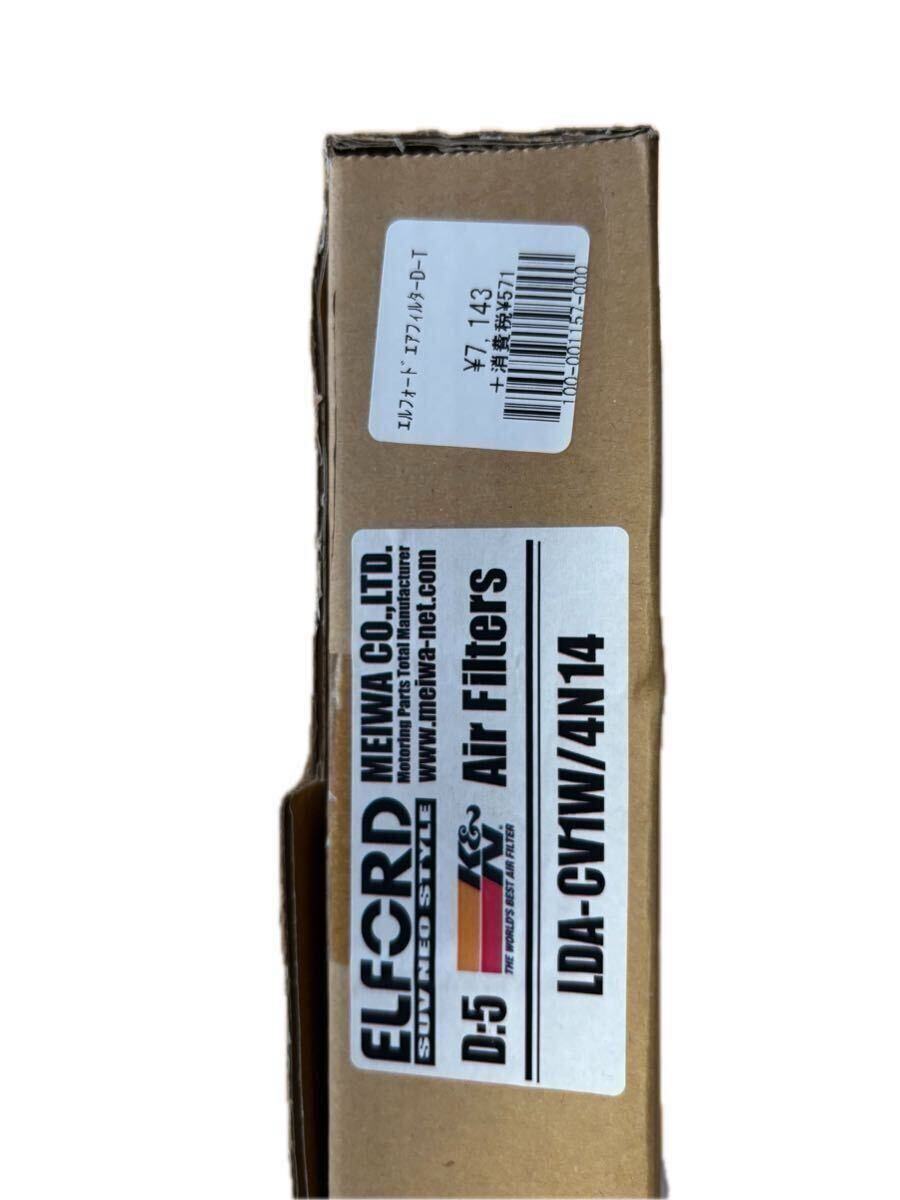 ELFORD
SUV NEO STYLE
MEIWA CO.,LTD.
Motoring Parts Total Manufacturer
www.meiwa-net.com
D:5
K&N®
THE WORLD'S BEST AIR FILTER
Air Filters
LDA-CV1W/4N14
ｴﾙﾌｫｰﾄﾞ ｴｱﾌｨﾙﾀｰD-T
¥7,143
+消費税¥571
100-001157-000